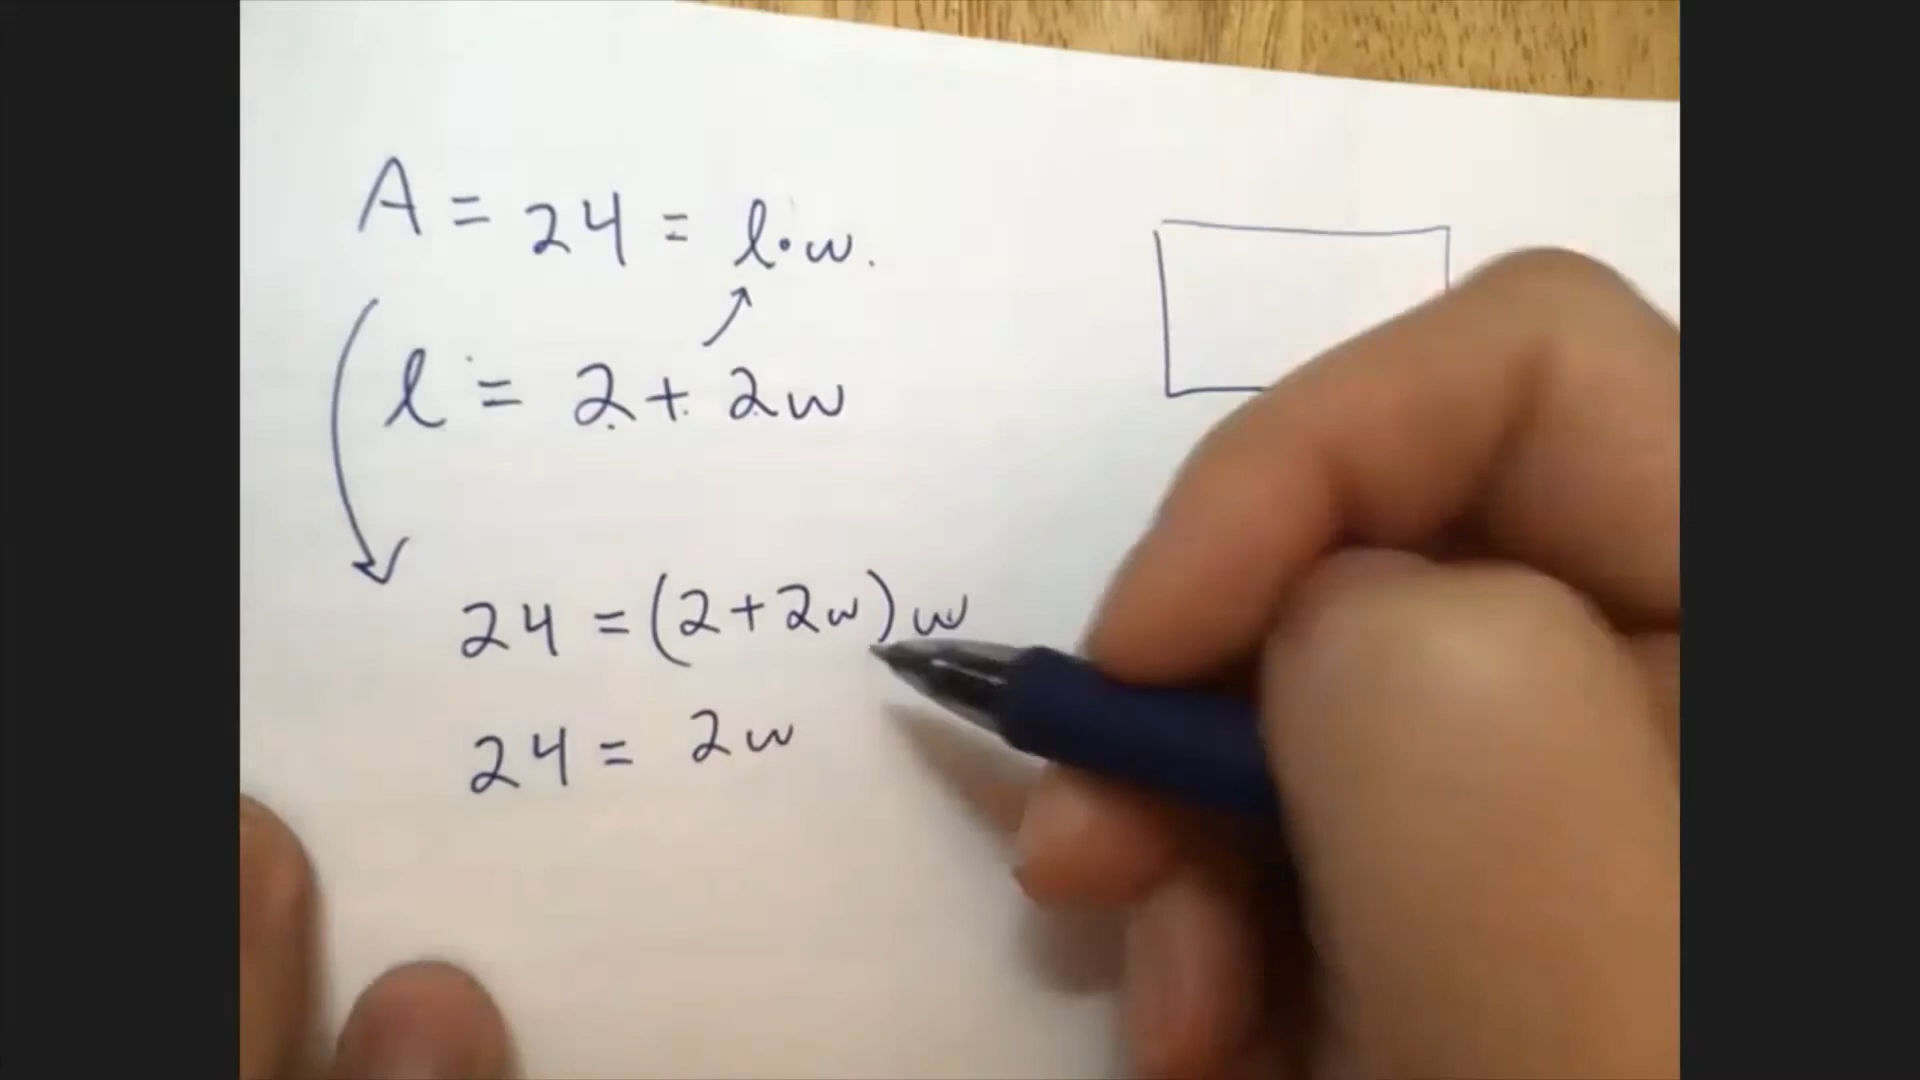 A = 24 = l·w.
l = 2 + 2w
24 = (2+2w)w
24 = 2w